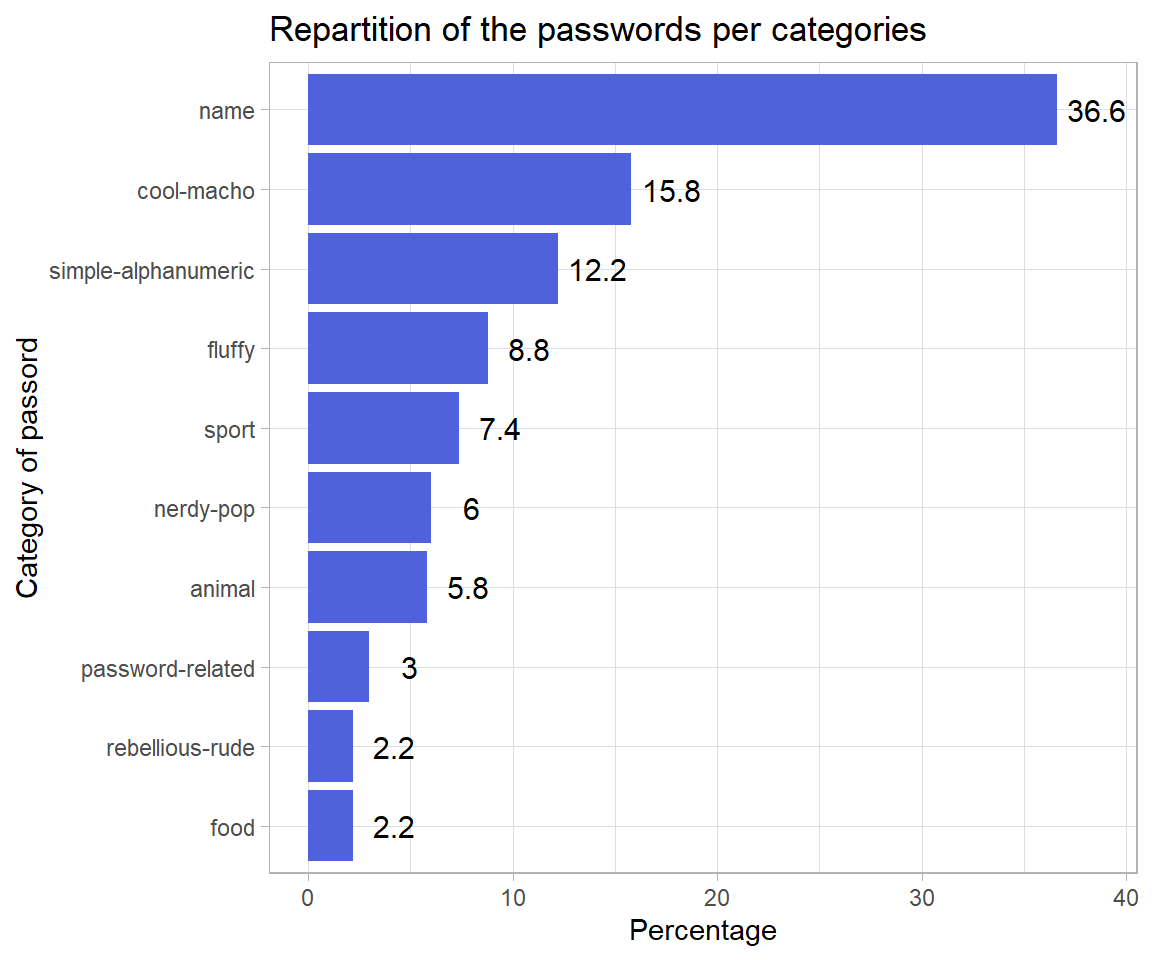 Repartition of the passwords per categories
name 36.6
cool-macho 15.8
simple-alphanumeric 12.2
fluffy 8.8
sport 7.4
nerdy-pop 6
animal 5.8
password-related 3
rebellious-rude 2.2
food 2.2
0 10 20 30 40
Percentage
Category of passord